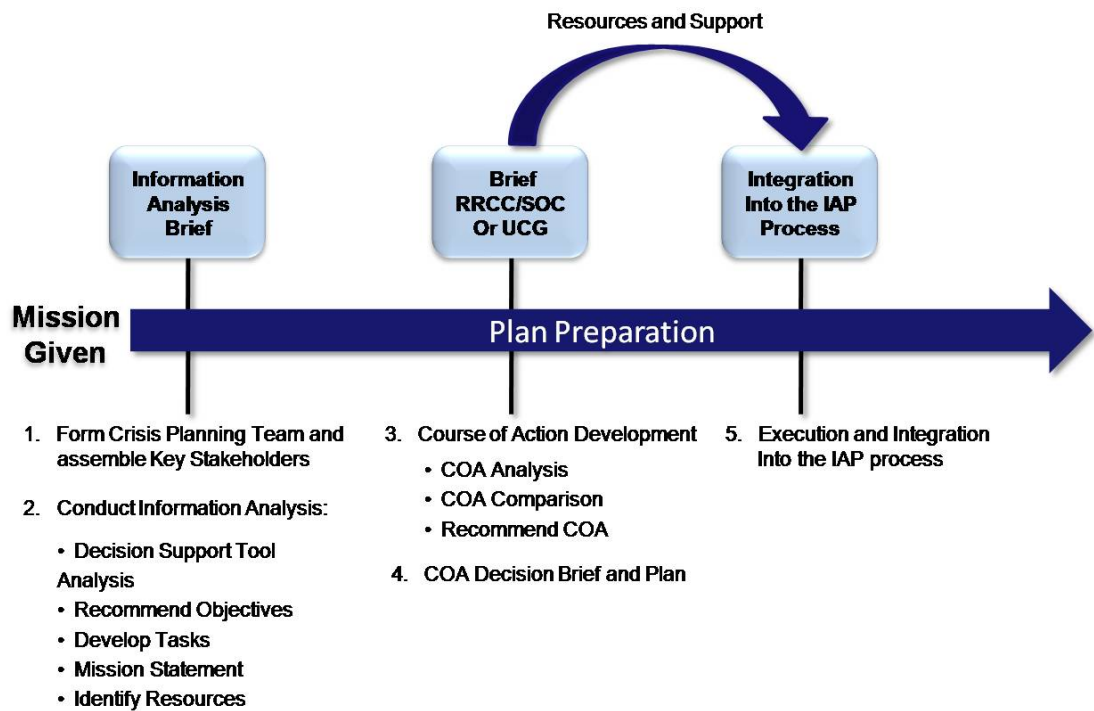 Resources and Support
Information
Analysis
Brief
Brief
RRCC/SOC
Or UCG
Integration
Into the IAP
Process
Mission
Given
Plan Preparation
1. Form Crisis Planning Team and
assemble Key Stakeholders
2. Conduct Information Analysis:
• Decision Support Tool
Analysis
• Recommend Objectives
• Develop Tasks
• Mission Statement
• Identify Resources
3. Course of Action Development
• COA Analysis
• COA Comparison
• Recommend COA
4. COA Decision Brief and Plan
5. Execution and Integration
Into the IAP process